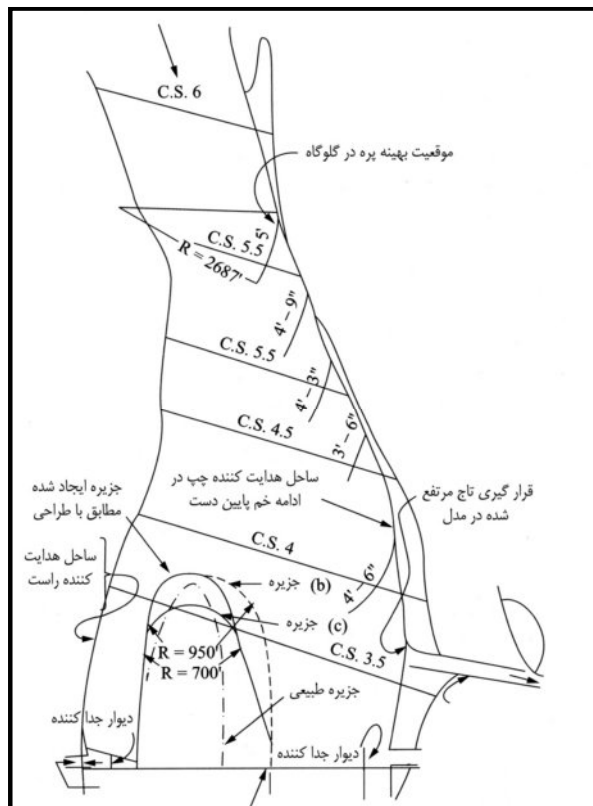 C.S. 6
موقعیت بهینه پره در گلوگاه
5'
C.S. 5.5
R = 2687'
4' – 9"
C.S. 5.5
4' – 3"
C.S. 4.5
3' – 6"
ساحل هدایت کننده چپ در
ادامه خم پایین دست
قرار گیری تاج مرتفع
شده در مدل
جزیره ایجاد شده
مطابق با طراحی
C.S. 4
ساحل هدایت
کننده راست
4' – 6"
جزیره (b)
جزیره (c)
C.S. 3.5
R = 950'
R = 700'
جزیره طبیعی
دیوار جدا کننده
دیوار جدا کننده